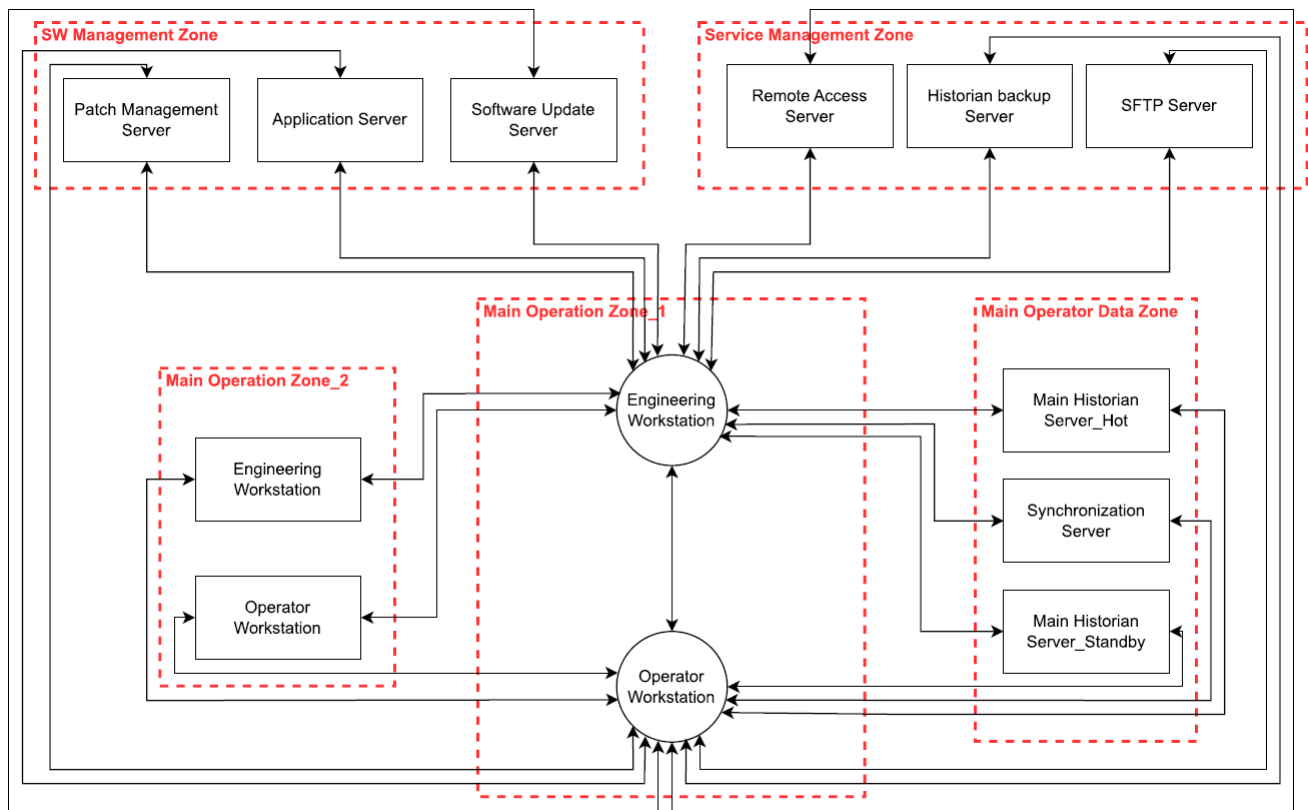 SW Management Zone
Service Management Zone
Patch Management
Server
Application Server
Software Update
Server
Remote Access
Server
Historian backup
Server
SFTP Server
Main Operation Zone_1
Main Operator Data Zone
Main Operation Zone_2
Engineering
Workstation
Main Historian
Server_Hot
Engineering
Workstation
Synchronization
Server
Operator
Workstation
Main Historian
Server_Standby
Operator
Workstation